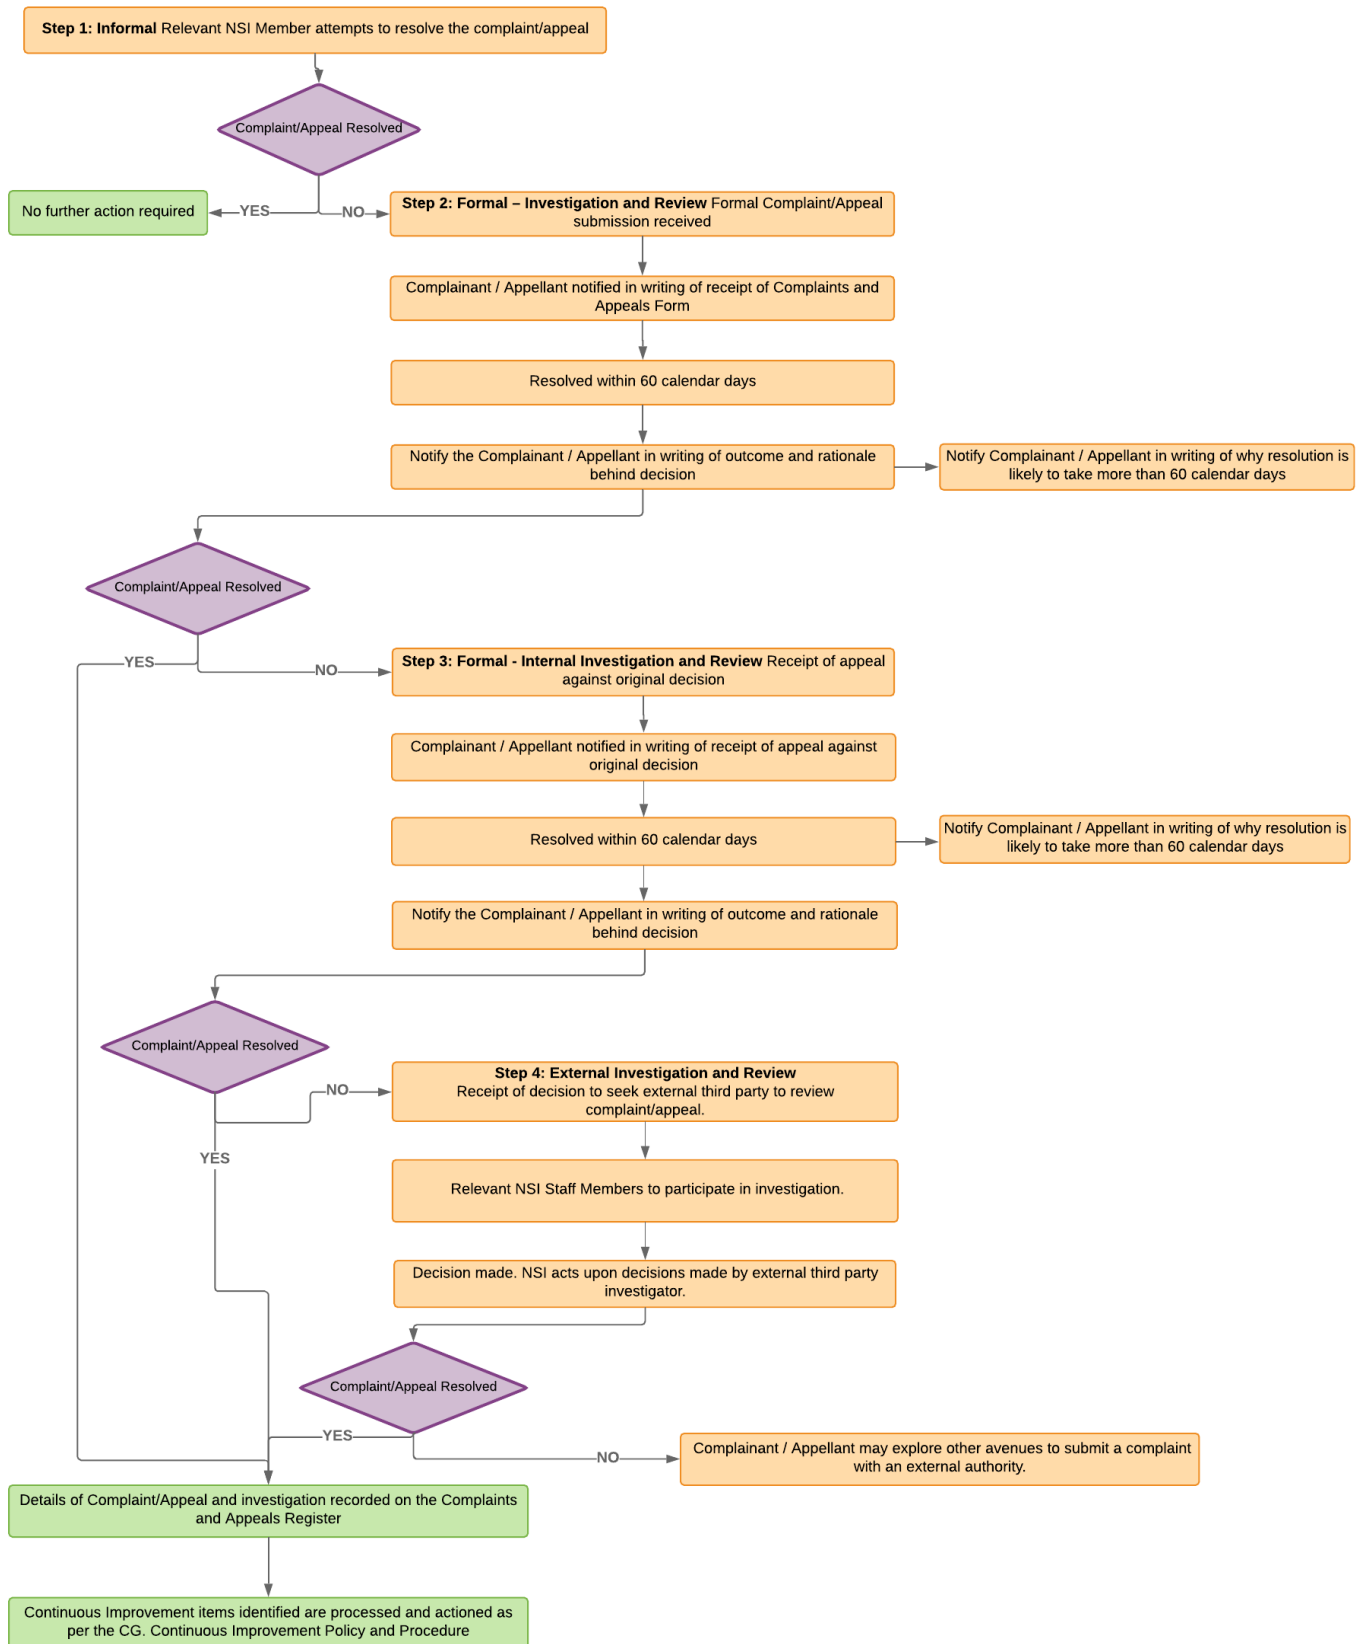 Step 1: Informal Relevant NSI Member attempts to resolve the complaint/appeal
Complaint/Appeal Resolved
No further action required
YES
NO
Step 2: Formal – Investigation and Review Formal Complaint/Appeal
submission received
Complainant / Appellant notified in writing of receipt of Complaints and
Appeals Form
Resolved within 60 calendar days
Notify the Complainant / Appellant in writing of outcome and rationale
behind decision
Notify Complainant / Appellant in writing of why resolution is
likely to take more than 60 calendar days
Complaint/Appeal Resolved
YES
NO
Step 3: Formal - Internal Investigation and Review Receipt of appeal
against original decision
Complainant / Appellant notified in writing of receipt of appeal against
original decision
Resolved within 60 calendar days
Notify Complainant / Appellant in writing of why resolution is
likely to take more than 60 calendar days
Notify the Complainant / Appellant in writing of outcome and rationale
behind decision
Complaint/Appeal Resolved
NO
YES
Step 4: External Investigation and Review
Receipt of decision to seek external third party to review
complaint/appeal.
Relevant NSI Staff Members to participate in investigation.
Decision made. NSI acts upon decisions made by external third party
investigator.
Complaint/Appeal Resolved
YES
NO
Complainant / Appellant may explore other avenues to submit a complaint
with an external authority.
Details of Complaint/Appeal and investigation recorded on the Complaints
and Appeals Register
Continuous Improvement items identified are processed and actioned as
per the CG. Continuous Improvement Policy and Procedure